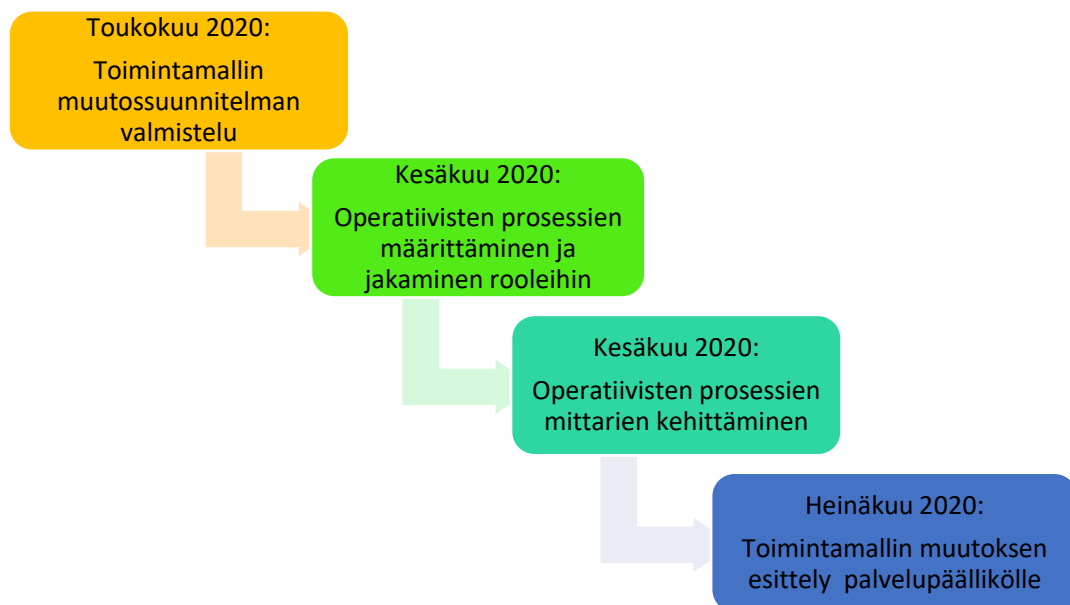 Toukokuu 2020:
Toimintamallin
muutossuunnitelman
valmistelu
Kesäkuu 2020:
Operatiivisten prosessien
määrittäminen ja
jakaminen rooleihin
Kesäkuu 2020:
Operatiivisten prosessien
mittarien kehittäminen
Heinäkuu 2020:
Toimintamallin muutoksen
esittely palvelupäällikölle